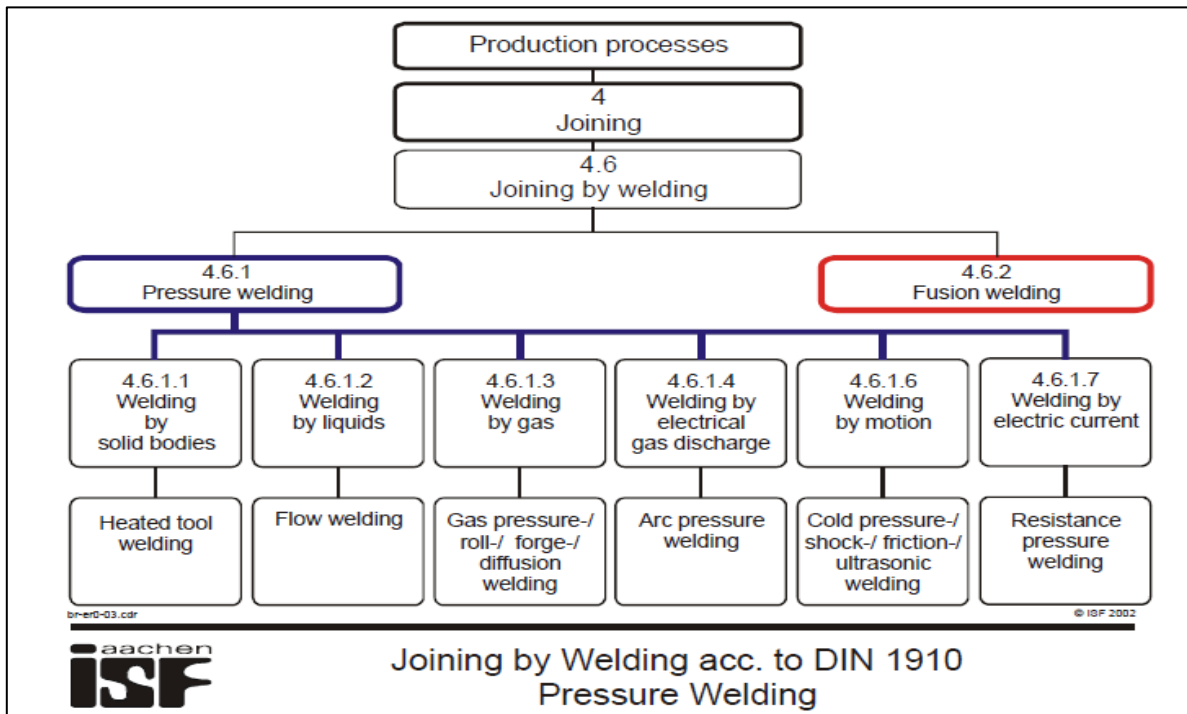 Production processes
4
Joining
4.6
Joining by welding
4.6.1
Pressure welding
4.6.2
Fusion welding
4.6.1.1
Welding
by
solid bodies
4.6.1.2
Welding
by liquids
4.6.1.3
Welding
by gas
4.6.1.4
Welding by
electrical
gas discharge
4.6.1.6
Welding
by motion
4.6.1.7
Welding by
electric current
Heated tool
welding
Flow welding
Gas pressure-/
roll-/ forge-/
diffusion
welding
Arc pressure
welding
Cold pressure-/
shock-/ friction-/
ultrasonic
welding
Resistance
pressure
welding
br-er0-03.cdr
© ISF 2002
aachen
isf
Joining by Welding acc. to DIN 1910
Pressure Welding